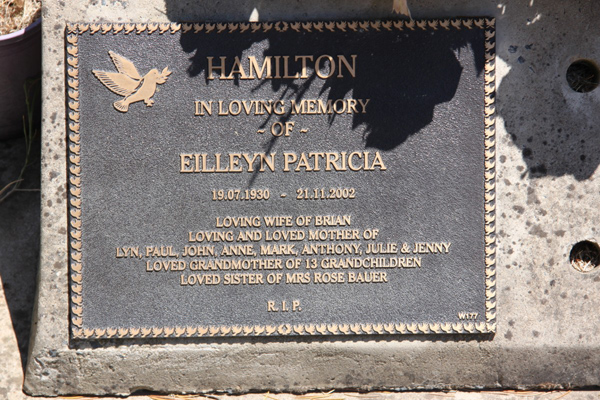 HAMILTON
IN LOVING MEMORY
~ OF ~
EILLEYN PATRICIA
19.07.1930 - 21.11.2002
LOVING WIFE OF BRIAN
LOVING AND LOVED MOTHER OF
LYN, PAUL, JOHN, ANNE, MARK, ANTHONY, JULIE & JENNY
LOVED GRANDMOTHER OF 13 GRANDCHILDREN
LOVED SISTER OF MRS ROSE BAUER
R.I.P.
W177